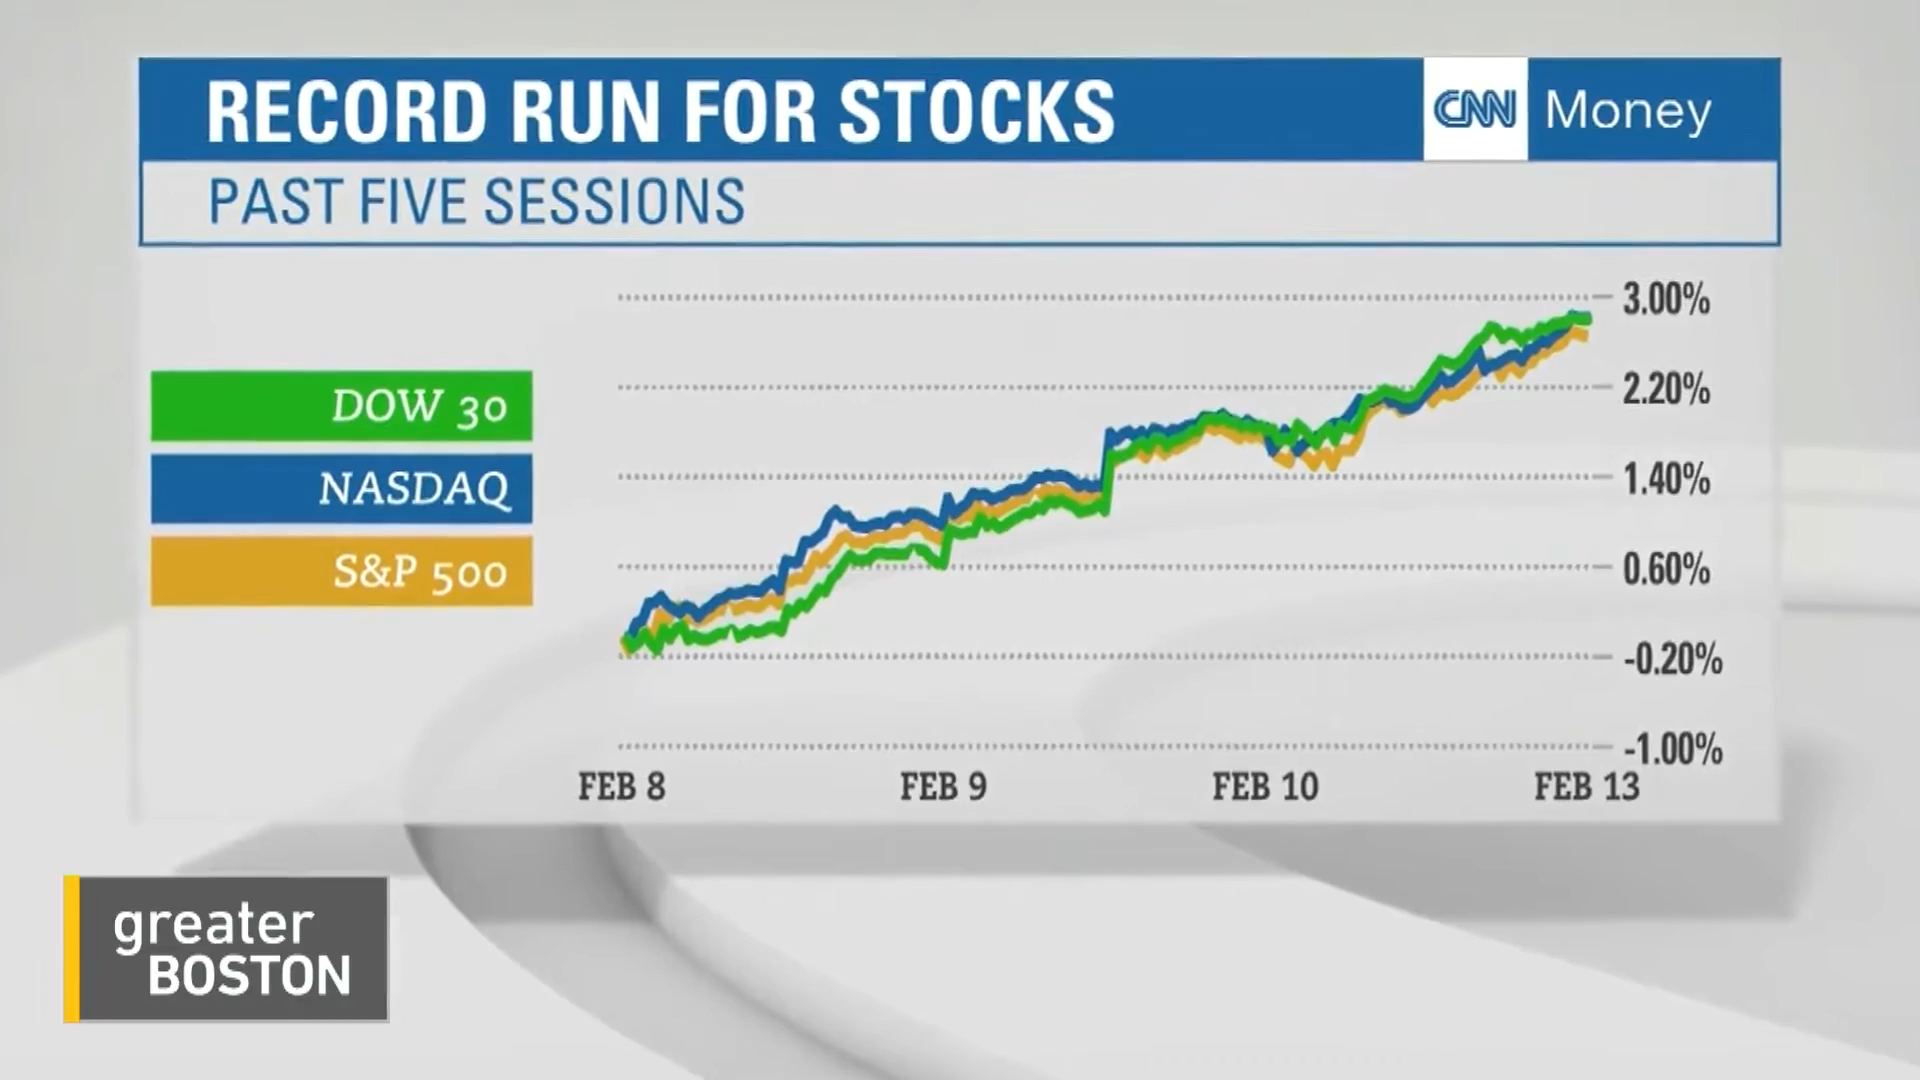 RECORD RUN FOR STOCKS
CNN Money
PAST FIVE SESSIONS
DOW 30
NASDAQ
S&P 500
3.00%
2.20%
1.40%
0.60%
-0.20%
-1.00%
FEB 8 FEB 9 FEB 10 FEB 13
greater
BOSTON